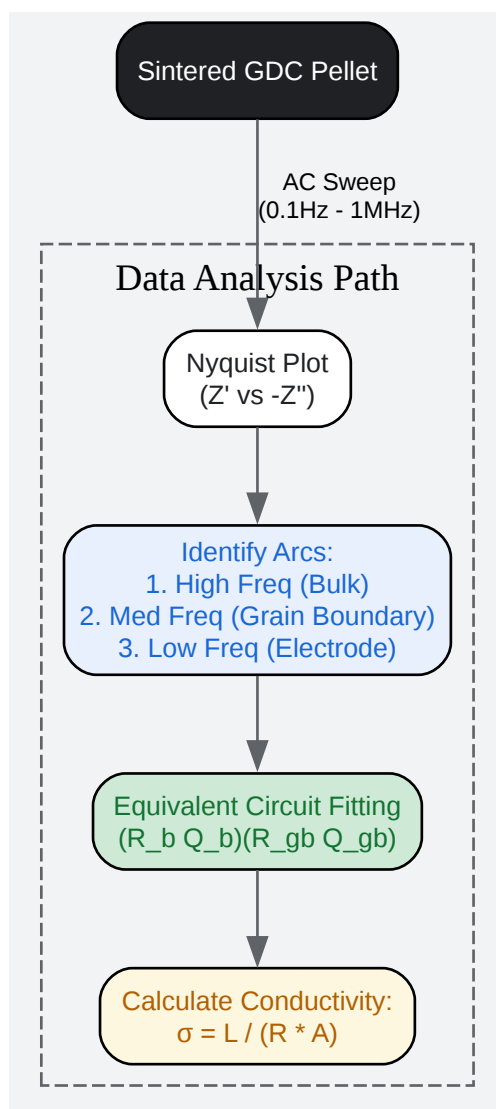 Sintered GDC Pellet
AC Sweep
(0.1Hz - 1MHz)
Data Analysis Path
Nyquist Plot
(Z' vs -Z")
Identify Arcs:
1. High Freq (Bulk)
2. Med Freq (Grain Boundary)
3. Low Freq (Electrode)
Equivalent Circuit Fitting
(R_b Q_b)(R_gb Q_gb)
Calculate Conductivity:
σ = L / (R * A)